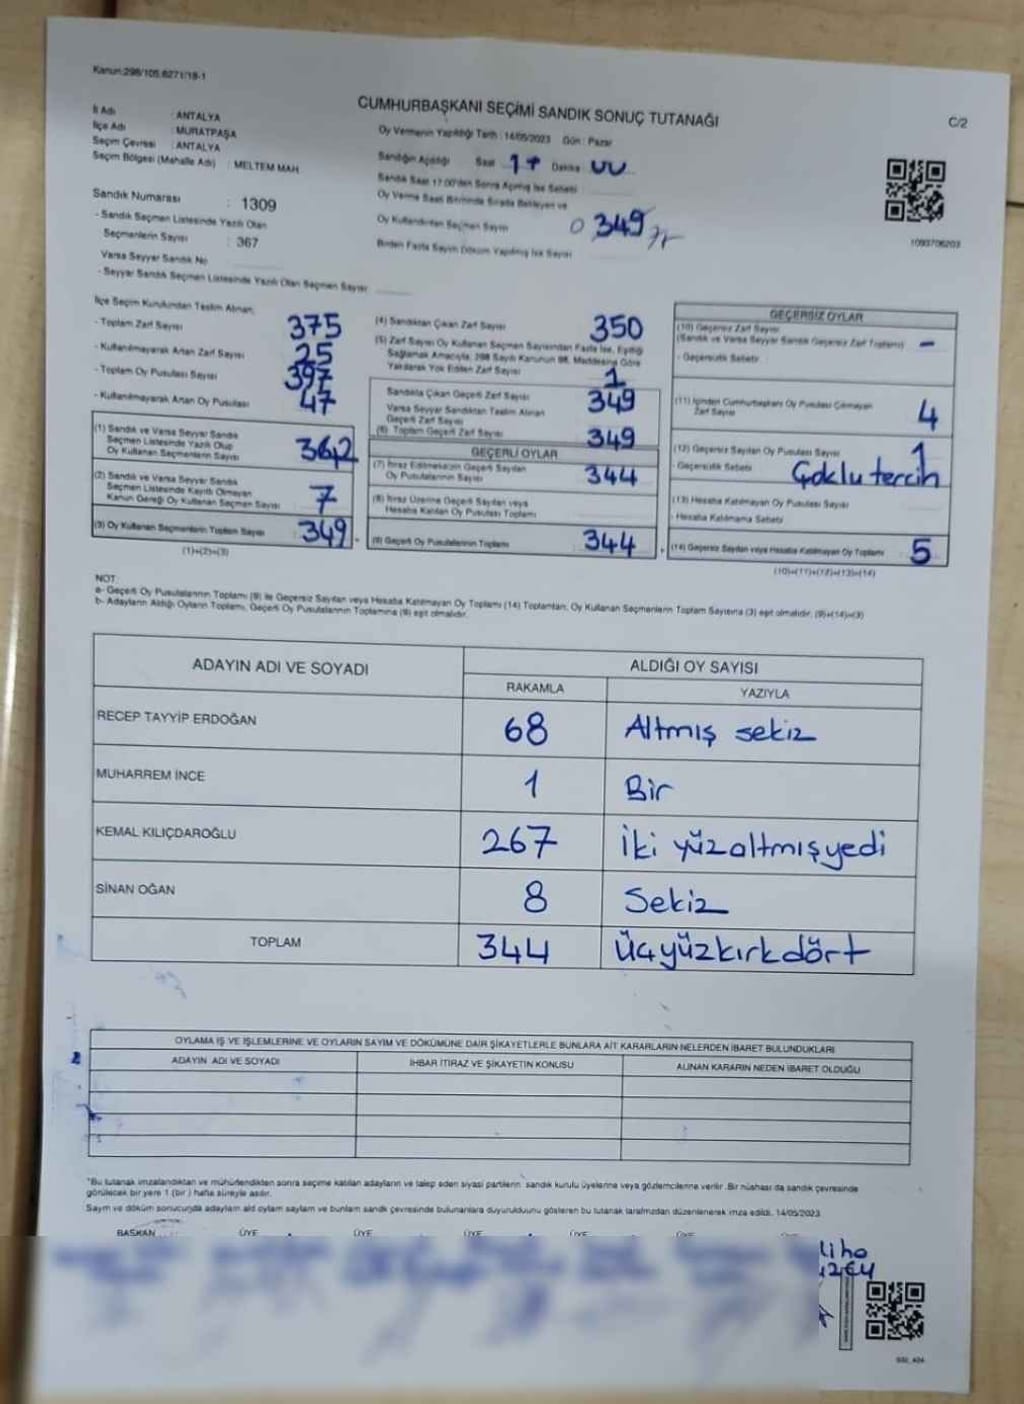 Kanun:298/105.6271/18-1
CUMHURBAŞKANI SEÇİMİ SANDIK SONUÇ TUTANAĞI
C/2
İl Adı : ANTALYA
İlçe Adı : MURATPAŞA
Seçim Çevresi : ANTALYA
Seçim Bölgesi (Mahalle Adı) : MELTEM MAH
Oy Vermenin Yapıldığı Tarih : 14/05/2023 Gün : Pazar
Sandığın Açıldığı Saat 17 Dakika 00
Sandık Saat 17.00'den Sonra Açılmış İse Sebebi
Oy Verme Saati Bitiminde Sırada Bekleyen ve
Oy Kullandırılan Seçmen Sayısı 0 349
Birden Fazla Sayım Döküm Yapılmış İse Sayısı
1093706203
Sandık Numarası : 1309
- Sandık Seçmen Listesinde Yazılı Olan
Seçmenlerin Sayısı : 367
Varsa Seyyar Sandık No
- Seyyar Sandık Seçmen Listesinde Yazılı Olan Seçmen Sayısı
İlçe Seçim Kurulundan Teslim Alınan;
- Toplam Zarf Sayısı 375
- Kullanılmayarak Artan Zarf Sayısı 25
- Toplam Oy Pusulası Sayısı 397
- Kullanılmayarak Artan Oy Pusulası 47
(1) Sandık ve Varsa Seyyar Sandık
Seçmen Listesinde Yazılı Olup
Oy Kullanan Seçmenlerin Sayısı 342
(2) Sandık ve Varsa Seyyar Sandık
Seçmen Listesinde Kayıtlı Olmayan
Kanun Gereği Oy Kullanan Seçmen Sayısı 7
(3) Oy Kullanan Seçmenlerin Toplam Sayısı 349
(1)+(2)=(3)
(4) Sandıktan Çıkan Zarf Sayısı 350
(5) Zarf Sayısı Oy Kullanan Seçmen Sayısından Fazla İse, Eşitliği
Sağlamak Amacıyla, 298 Sayılı Kanunun 98. Maddesine Göre
Yakılarak Yok Edilen Zarf Sayısı 1
Sandıkta Çıkan Geçerli Zarf Sayısı 349
Varsa Seyyar Sandıktan Teslim Alınan
Geçerli Zarf Sayısı
(6) Toplam Geçerli Zarf Sayısı 349
GEÇERLİ OYLAR
(7) İtiraz Edilmeksizin Geçerli Sayılan
Oy Pusulalarının Sayısı 344
(8) İtiraz Üzerine Geçerli Sayılan veya
Hesaba Katılan Oy Pusulası Toplamı
(9) Geçerli Oy Pusulalarının Toplamı 344
GEÇERSİZ OYLAR
(10) Geçersiz Zarf Sayısı
(Sandık ve Varsa Seyyar Sandık Geçersiz Zarf Toplamı) -
- Geçersizlik Sebebi
(11) İçinden Cumhurbaşkanı Oy Pusulası Çıkmayan
Zarf Sayısı 4
(12) Geçersiz Sayılan Oy Pusulası Sayısı 1
- Geçersizlik Sebebi Çoklu tercih
(13) Hesaba Katılmayan Oy Pusulası Sayısı
- Hesaba Katılmama Sebebi
(14) Geçersiz Sayılan veya Hesaba Katılmayan Oy Toplamı 5
(10)+(11)+(12)+(13)=(14)
NOT:
a- Geçerli Oy Pusulalarının Toplamı (9) ile Geçersiz Sayılan veya Hesaba Katılmayan Oy Toplamı (14) Toplamları, Oy Kullanan Seçmenlerin Toplam Sayısına (3) eşit olmalıdır. (9)+(14)=(3)
b- Adayların Aldığı Oyların Toplamı, Geçerli Oy Pusulalarının Toplamına (9) eşit olmalıdır.
ADAYIN ADI VE SOYADI
ALDIĞI OY SAYISI
RAKAMLA YAZIYLA
RECEP TAYYİP ERDOĞAN 68 Altmış sekiz
MUHARREM İNCE 1 Bir
KEMAL KILIÇDAROĞLU 267 İki yüzaltmışyedi
SİNAN OĞAN 8 Sekiz
TOPLAM 344 Üçyüzkırkdört
OYLAMA İŞ VE İŞLEMLERİNE VE OYLARIN SAYIM VE DÖKÜMÜNE DAİR ŞİKAYETLERLE BUNLARA AİT KARARLARIN NELERDEN İBARET BULUNDUKLARI
ADAYIN ADI VE SOYADI İHBAR İTİRAZ VE ŞİKAYETİN KONUSU ALINAN KARARIN NEDEN İBARET OLDUĞU
*Bu tutanak imzalandıktan ve mühürlendikten sonra seçime katılan adayların ve talep eden siyasi partilerin sandık kurulu üyelerine veya gözlemcilerine verilir. Bir nüshası da sandık çevresinde
görülecek bir yere 1 (bir) hafta süreyle asılır.
Sayım ve döküm sonucunda adayların aldı oyların sayıları ve bunların sandık çevresinde bulunanlara duyurulduunu gösteren bu tutanak tarafımızdan düzenlenerek imza edildi. 14/05/2023
BAŞKAN ÜYE ÜYE ÜYE ÜYE ÜYE